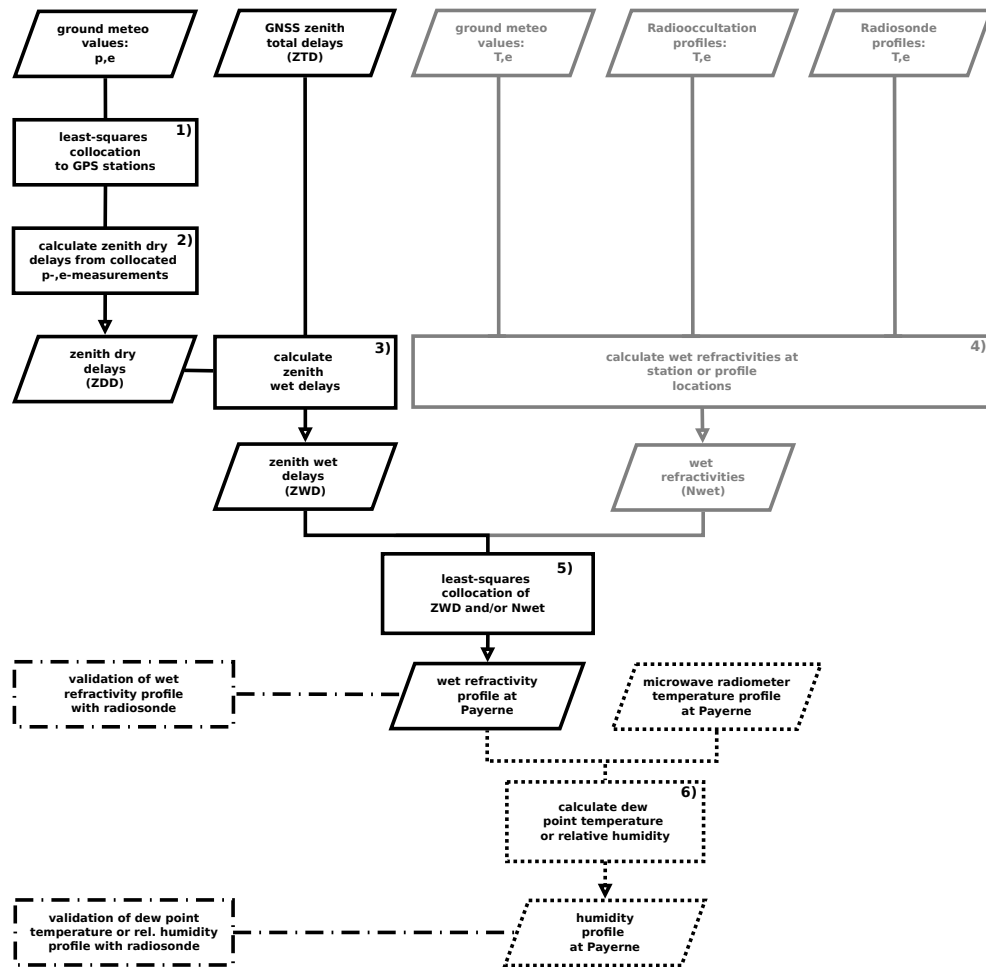 ground meteo
values:
p,e
GNSS zenith
total delays
(ZTD)
ground meteo
values:
T,e
Radiooccultation
profiles:
T,e
Radiosonde
profiles:
T,e
1)
least-squares
collocation
to GPS stations
2)
calculate zenith dry
delays from collocated
p-,e-measurements
zenith dry
delays
(ZDD)
3)
calculate
zenith
wet delays
4)
calculate wet refractivities at
station or profile
locations
zenith wet
delays
(ZWD)
wet
refractivities
(Nwet)
5)
least-squares
collocation of
ZWD and/or Nwet
validation of wet
refractivity profile
with radiosonde
wet refractivity
profile at
Payerne
microwave radiometer
temperature profile
at Payerne
6)
calculate dew
point temperature
or relative humidity
validation of dew point
temperature or rel. humidity
profile with radiosonde
humidity
profile
at Payerne